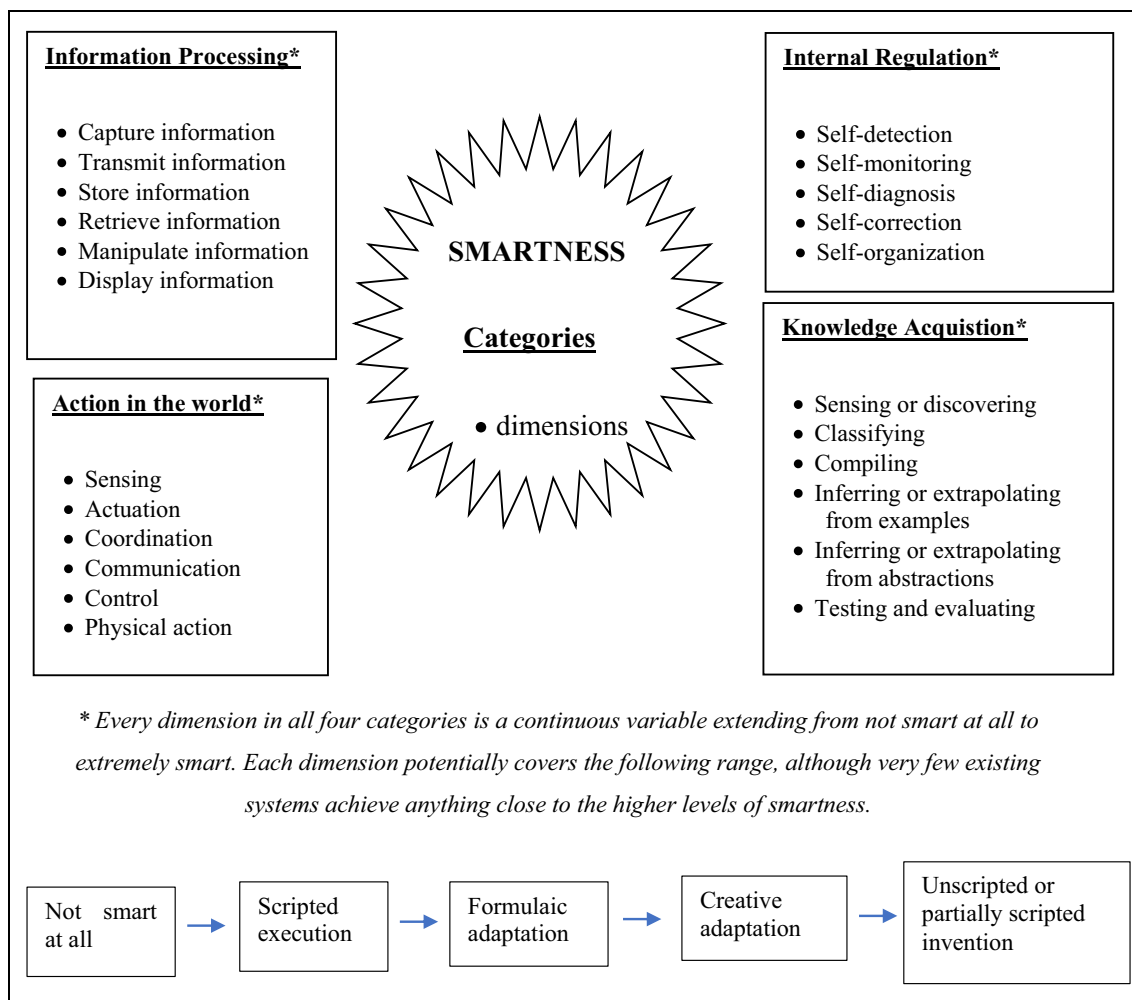 Information Processing*
• Capture information
• Transmit information
• Store information
• Retrieve information
• Manipulate information
• Display information
Internal Regulation*
• Self-detection
• Self-monitoring
• Self-diagnosis
• Self-correction
• Self-organization
SMARTNESS
Categories
• dimensions
Action in the world*
• Sensing
• Actuation
• Coordination
• Communication
• Control
• Physical action
Knowledge Acquistion*
• Sensing or discovering
• Classifying
• Compiling
• Inferring or extrapolating
from examples
• Inferring or extrapolating
from abstractions
• Testing and evaluating
* Every dimension in all four categories is a continuous variable extending from not smart at all to
extremely smart. Each dimension potentially covers the following range, although very few existing
systems achieve anything close to the higher levels of smartness.
Not smart
at all
Scripted
execution
Formulaic
adaptation
Creative
adaptation
Unscripted or
partially scripted
invention